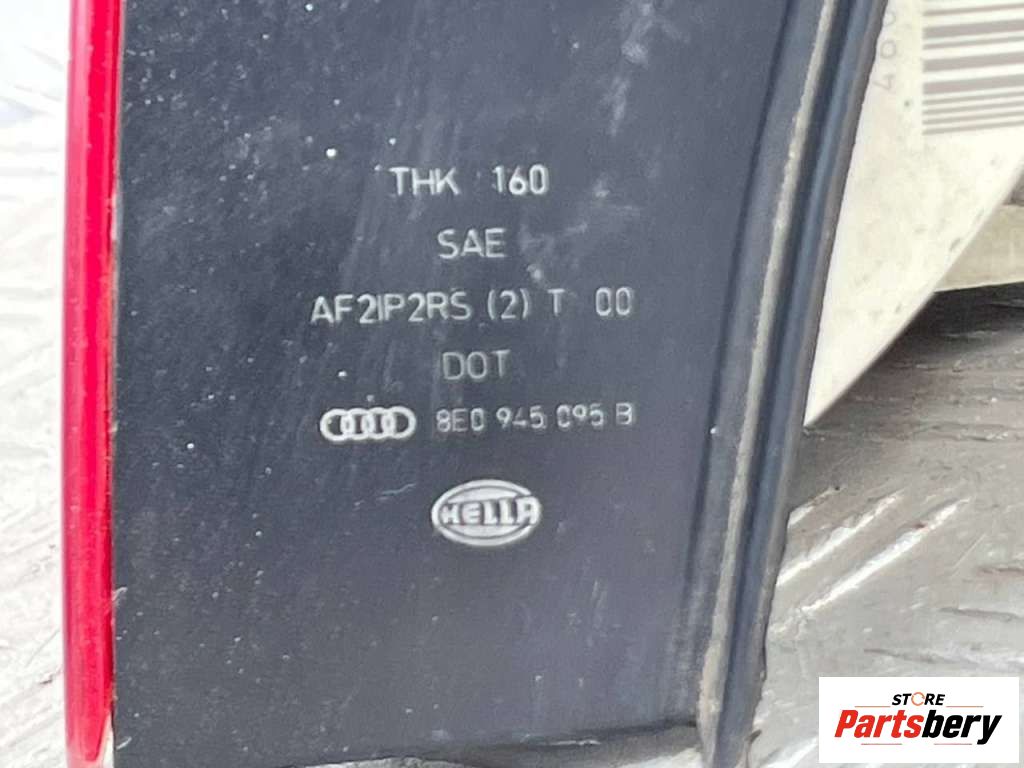 THK 160
SAE
AF2IP2RS (2) T 00
DOT
8E0 945 095 B
HELLA
STORE
Partsbery